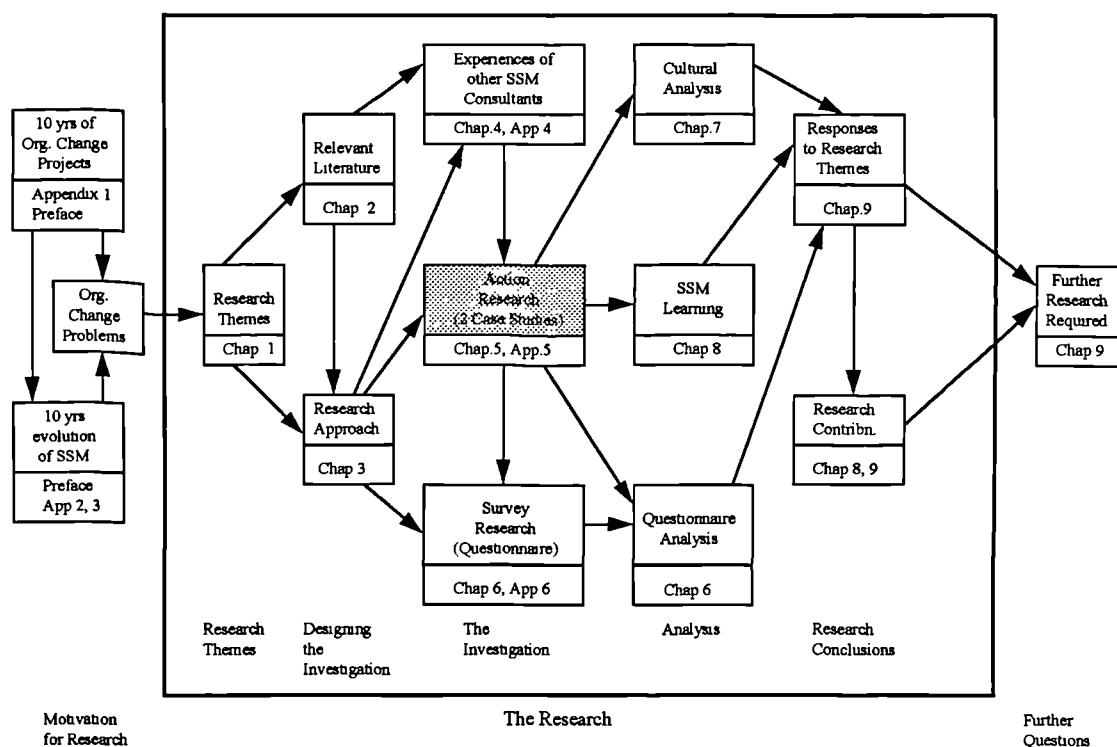 10 yrs of
Org. Change
Projects
Appendix 1
Preface
Org.
Change
Problems
10 yrs
evolution
of SSM
Preface
App 2, 3
Research
Themes
Chap 1
Relevant
Literature
Chap 2
Research
Approach
Chap 3
Experiences of
other SSM
Consultants
Chap.4, App 4
Action
Research
(2 Case Studies)
Chap.5, App.5
Survey
Research
(Questionnaire)
Chap 6, App 6
Cultural
Analysis
Chap.7
SSM
Learning
Chap 8
Questionnaire
Analysis
Chap 6
Responses
to Research
Themes
Chap.9
Research
Contribn.
Chap 8, 9
Further
Research
Required
Chap 9
Research
Themes
Designing
the
Investigation
The
Investigation
Analysis
Research
Conclusions
Motivation
for Research
The Research
Further
Questions